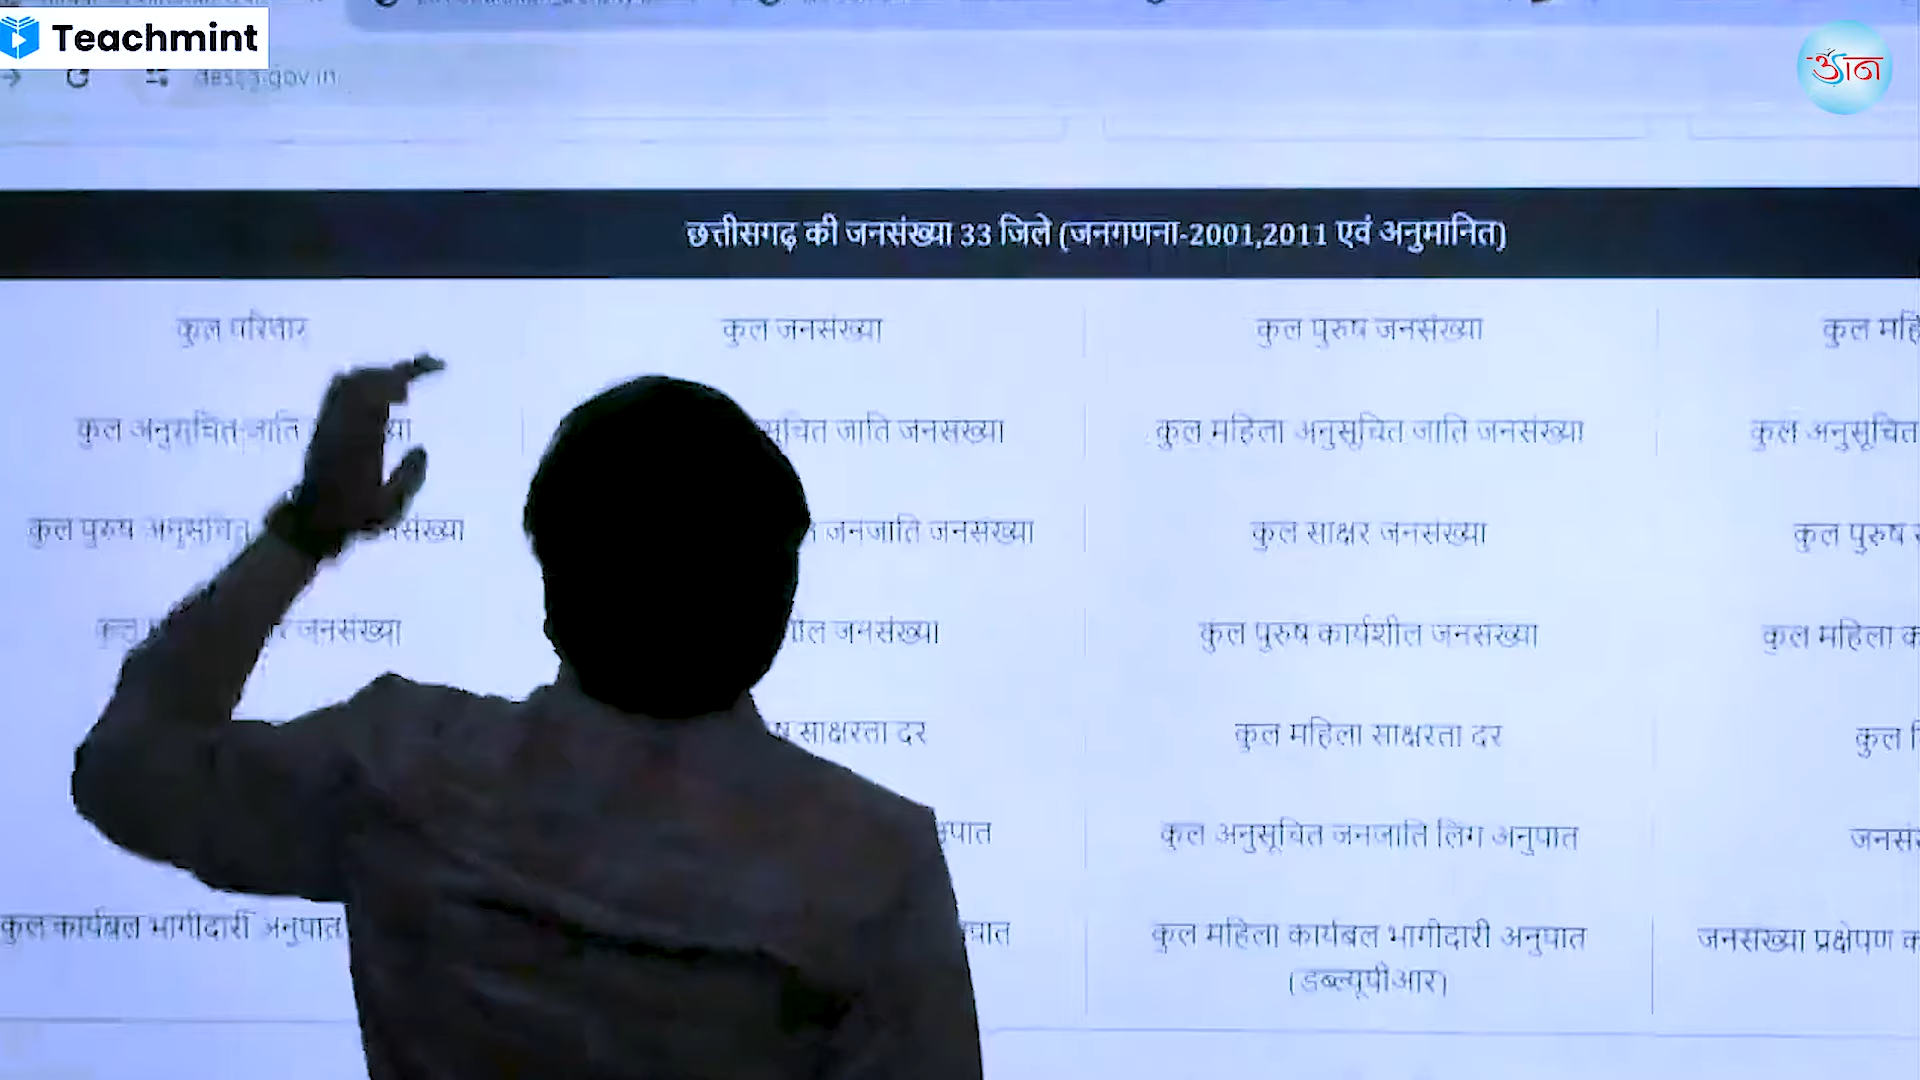 Teachmint
ज्ञान
छत्तीसगढ़ की जनसंख्या 33 जिले (जनगणना-2001,2011 एवं अनुमानित)
कुल परिवार
कुल जनसंख्या
कुल पुरुष जनसंख्या
कुल
कुल अनुसूचित जाति
जाति जनसंख्या
कुल महिला अनुसूचित जाति जनसंख्या
कुल अनुसूचित
कुल पुरुष अनुसूचित
जनजाति जनसंख्या
कुल साक्षर जनसंख्या
कुल पुरुष
जनसंख्या
जनसंख्या
कुल पुरुष कार्यशील जनसंख्या
कुल महिला
साक्षरता दर
कुल महिला साक्षरता दर
कुल
कुल अनुसूचित जनजाति लिंग अनुपात
कुल कार्यबल भागीदारी अनुपात
कुल महिला कार्यबल भागीदारी अनुपात
(डब्ल्यूपीआर)
जनसंख्या प्रक्षेपण